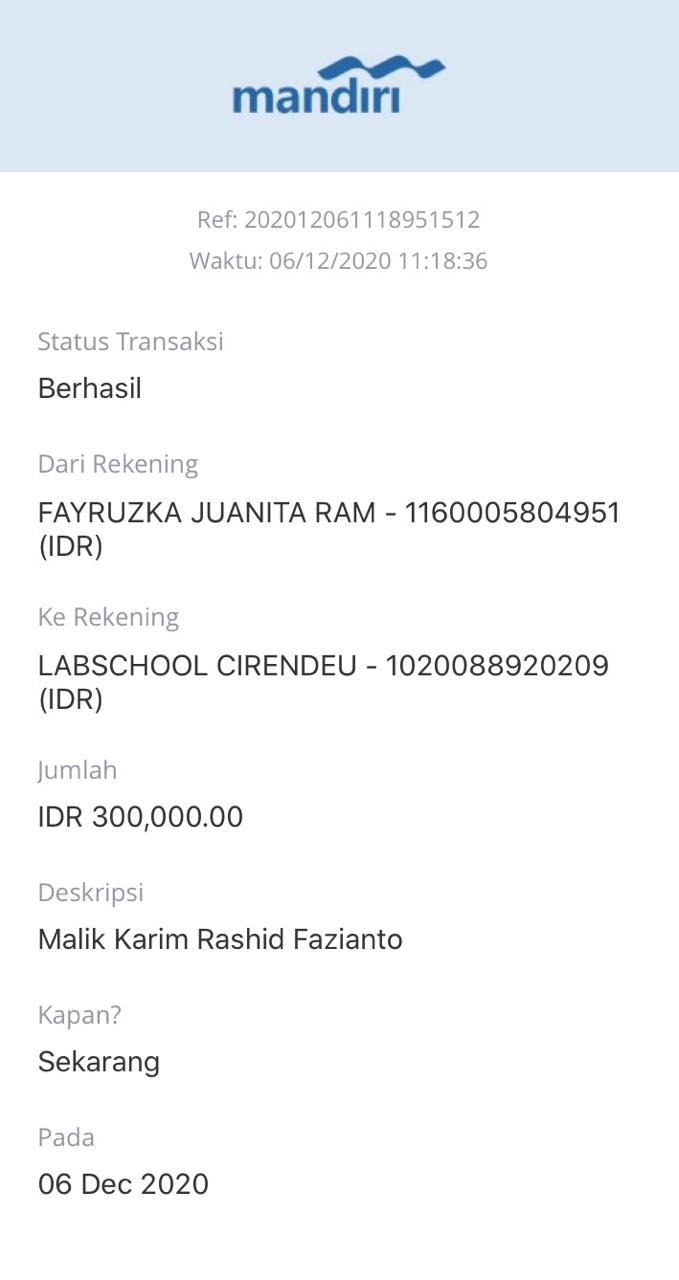 mandırı
Ref: 202012061118951512
Waktu: 06/12/2020 11:18:36
Status Transaksi
Berhasil
Dari Rekening
FAYRUZKA JUANITA RAM - 1160005804951
(IDR)
Ke Rekening
LABSCHOOL CIRENDEU - 1020088920209
(IDR)
Jumlah
IDR 300,000.00
Deskripsi
Malik Karim Rashid Fazianto
Kapan?
Sekarang
Pada
06 Dec 2020